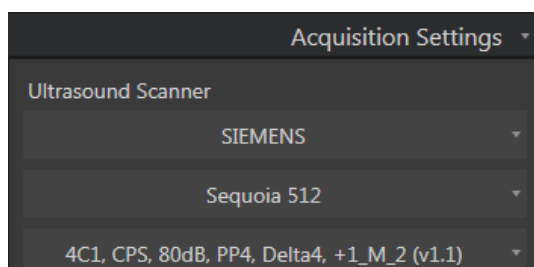 Acquisition Settings
Ultrasound Scanner
SIEMENS
Sequoia 512
4C1, CPS, 80dB, PP4, Delta4, +1_M_2 (v1.1)